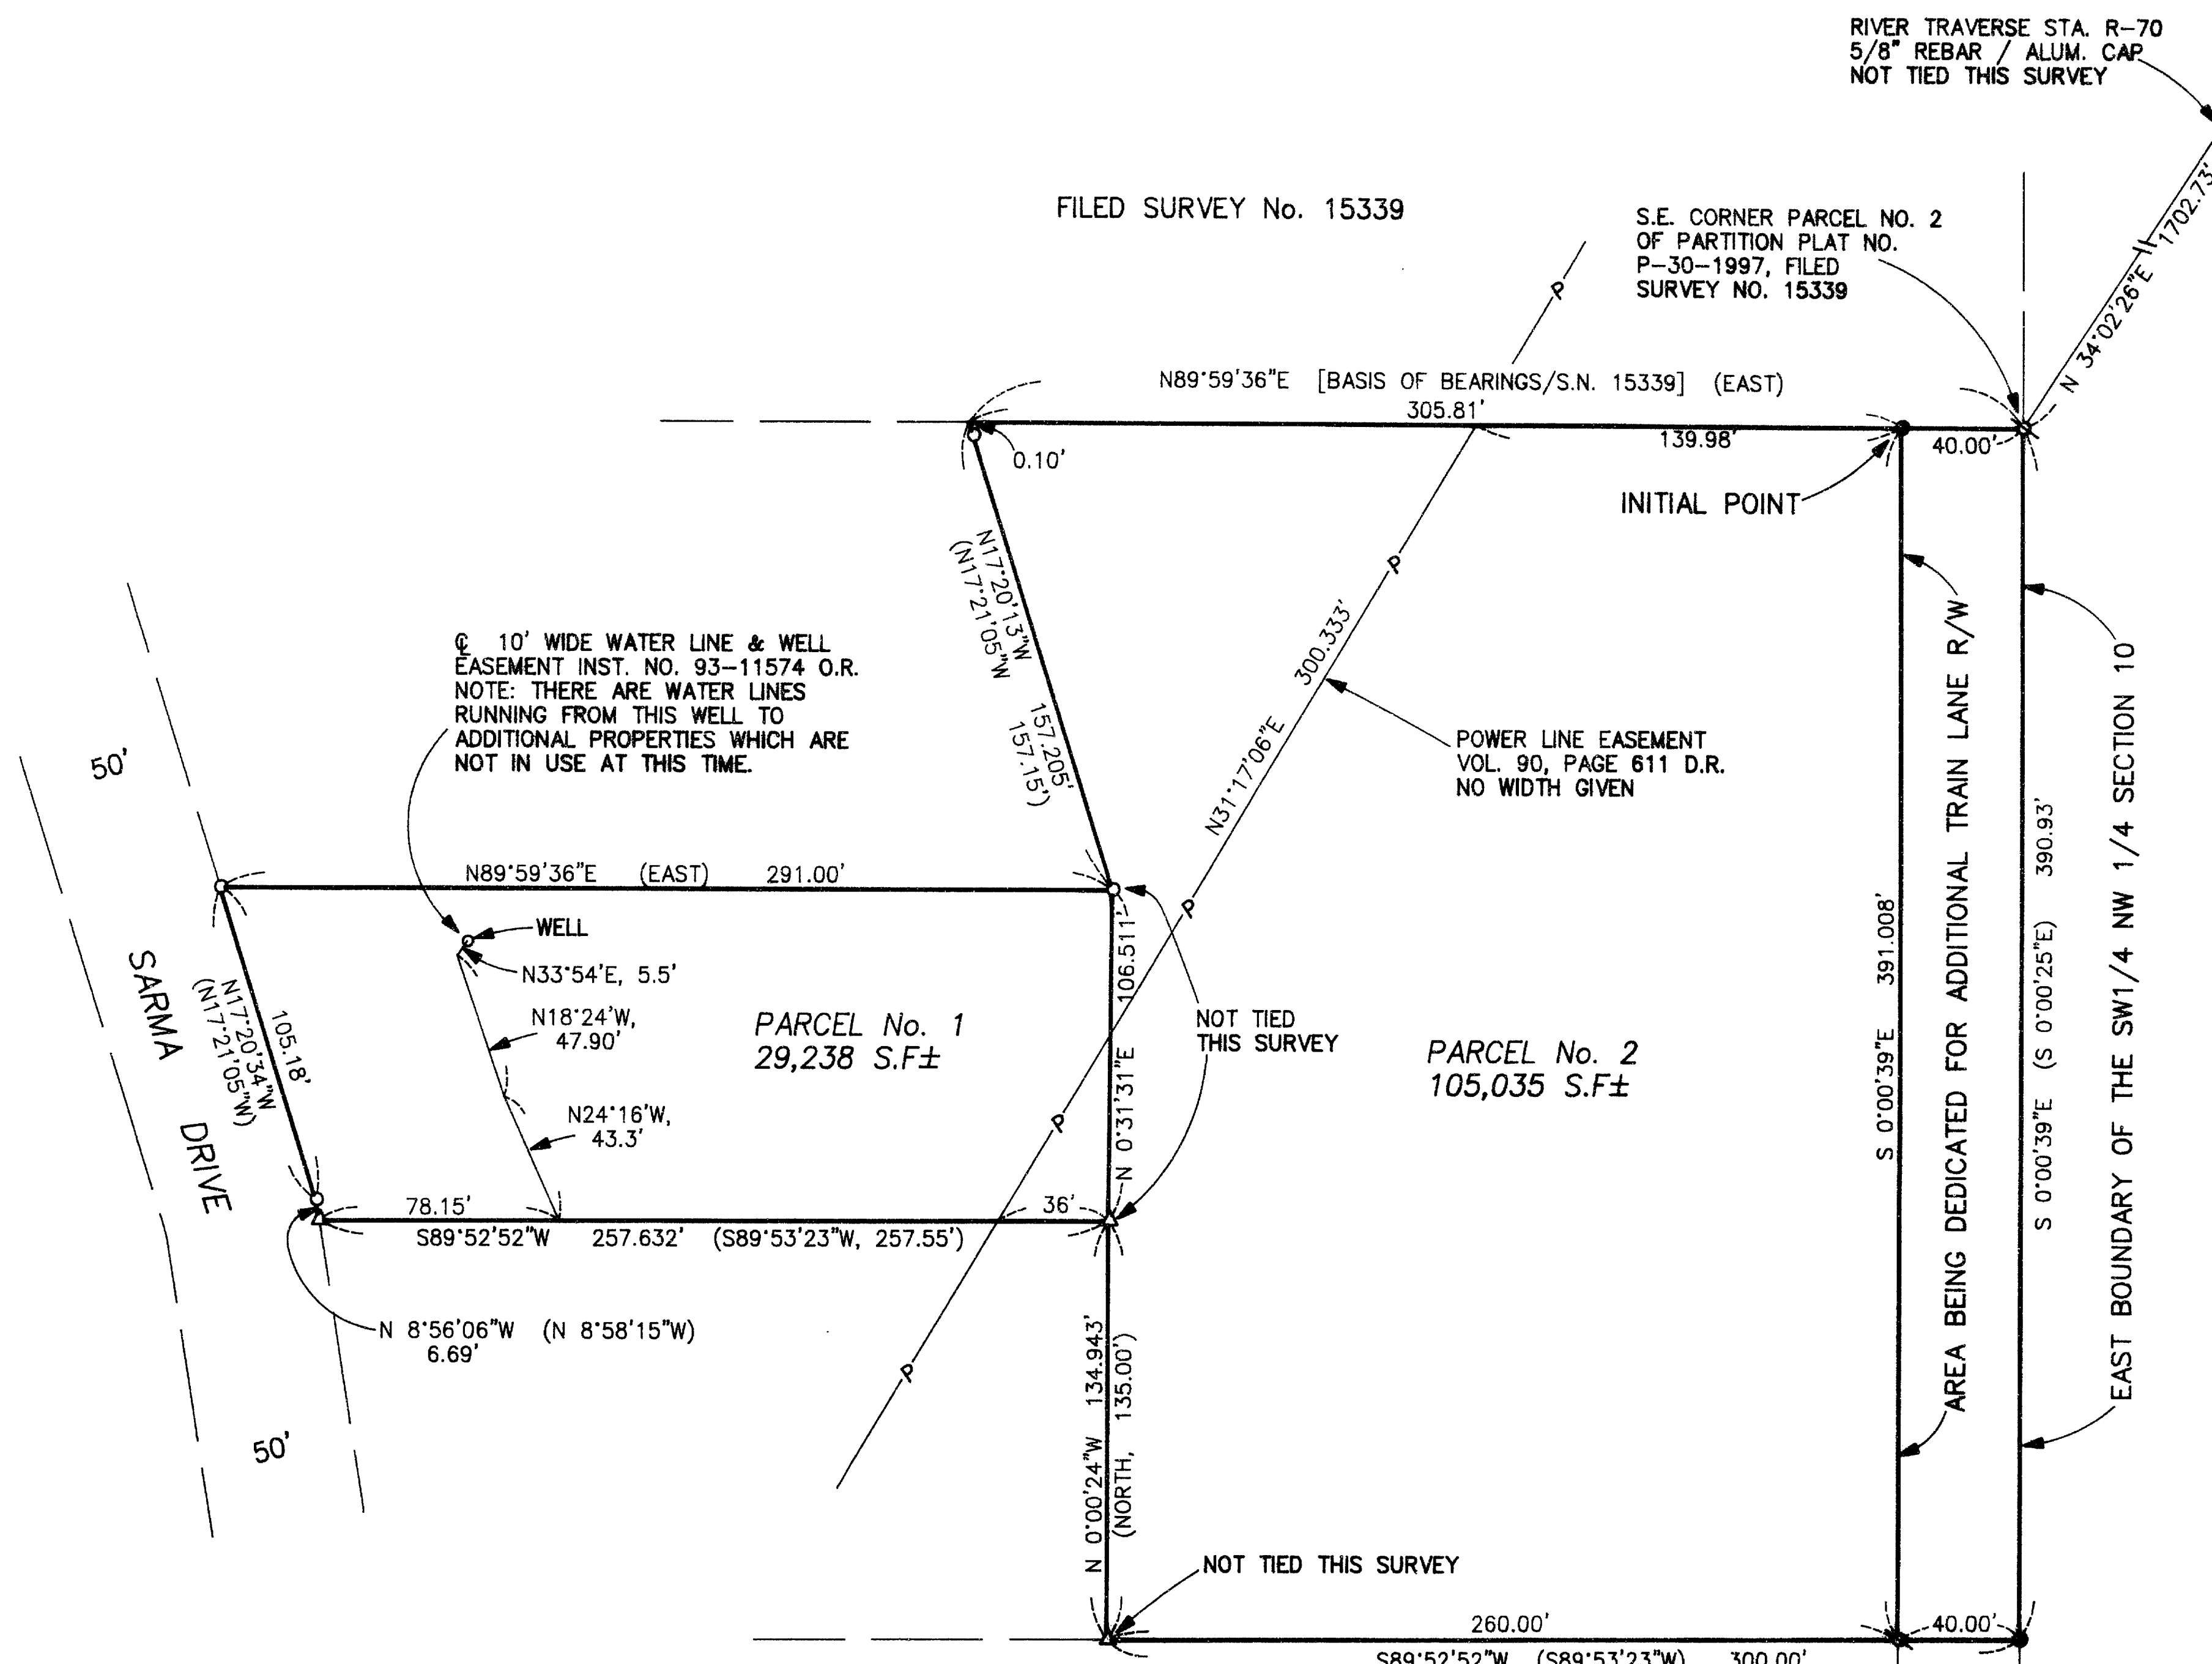 RIVER TRAVERSE STA. R-70
5/8" REBAR / ALUM. CAP
NOT TIED THIS SURVEY
FILED SURVEY No. 15339
S.E. CORNER PARCEL NO. 2
OF PARTITION PLAT NO.
P-30-1997, FILED
SURVEY NO. 15339
N 34°02'26"E 1702.73'
P
N89°59'36"E [BASIS OF BEARINGS/S.N. 15339] (EAST)
305.81'
139.98'
40.00'
0.10'
INITIAL POINT
N17°20'13"W 157.205'
(N17°21'05"W 157.15')
P
300.333'
N31°17'06"E
POWER LINE EASEMENT
VOL. 90, PAGE 611 D.R.
NO WIDTH GIVEN
℄ 10' WIDE WATER LINE & WELL
EASEMENT INST. NO. 93-11574 O.R.
NOTE: THERE ARE WATER LINES
RUNNING FROM THIS WELL TO
ADDITIONAL PROPERTIES WHICH ARE
NOT IN USE AT THIS TIME.
50'
N89°59'36"E (EAST) 291.00'
P
WELL
N33°54'E, 5.5'
N18°24'W,
47.90'
N24°16'W,
43.3'
SARMA DRIVE
105.18'
N17°20'34"W
(N17°21'05"W)
PARCEL No. 1
29,238 S.F±
N 0°31'31"E 106.511'
NOT TIED
THIS SURVEY
PARCEL No. 2
105,035 S.F±
P
S 0°00'39"E 391.008'
AREA BEING DEDICATED FOR ADDITIONAL TRAIN LANE R/W
S 0°00'39"E (S 0°00'25"E) 390.93'
EAST BOUNDARY OF THE SW1/4 NW 1/4 SECTION 10
78.15'
36'
S89°52'52"W 257.632' (S89°53'23"W, 257.55')
N 8°56'06"W (N 8°58'15"W)
6.69'
P
50'
N 0°00'24"W 134.943'
(NORTH, 135.00')
NOT TIED THIS SURVEY
260.00'
40.00'
S89°52'52"W (S89°53'23"W) 300.00'